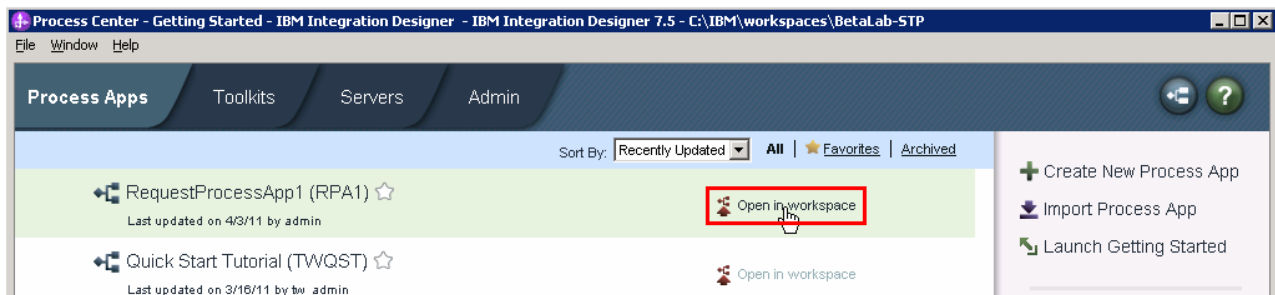 Process Center - Getting Started - IBM Integration Designer - IBM Integration Designer 7.5 - C:\IBM\workspaces\BetaLab-STP
File Window Help
Process Apps Toolkits Servers Admin ?
Sort By: Recently Updated All | Favorites | Archived
RequestProcessApp1 (RPA1)
Open in workspace
Last updated on 4/3/11 by admin
Quick Start Tutorial (TWQST)
Open in workspace
Last updated on 3/16/11 by tw_admin
Create New Process App
Import Process App
Launch Getting Started